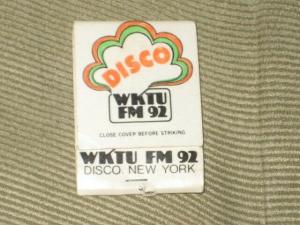 DISCO
WKTU
FM 92
CLOSE COVER BEFORE STRIKING
WKTU FM 92
DISCO. NEW YORK